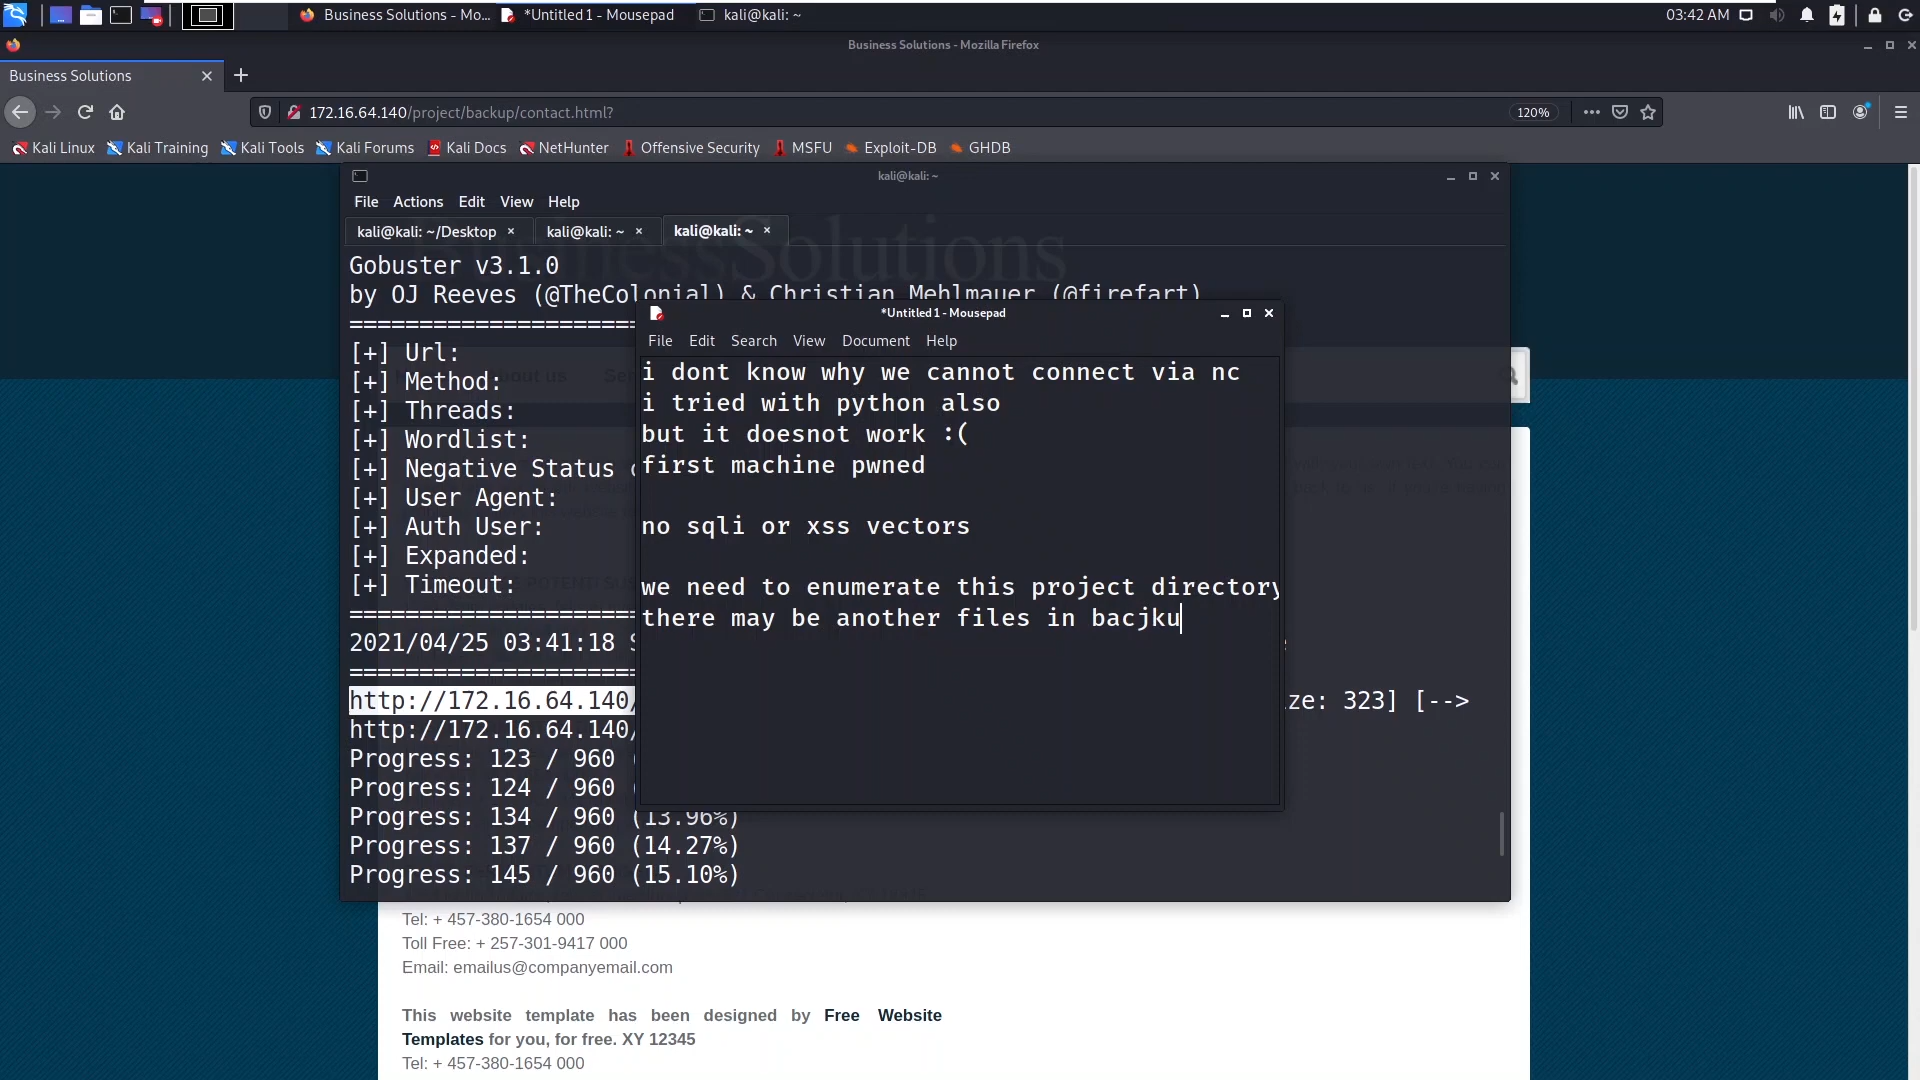 Business Solutions - Mo...
*Untitled 1 - Mousepad
kali@kali: ~
03:42 AM
Business Solutions - Mozilla Firefox
Business Solutions
172.16.64.140/project/backup/contact.html?
120%
Kali Linux
Kali Training
Kali Tools
Kali Forums
Kali Docs
NetHunter
Offensive Security
MSFU
Exploit-DB
GHDB
kali@kali: ~
File Actions Edit View Help
kali@kali: ~/Desktop
kali@kali: ~
kali@kali: ~
Solutions
Gobuster v3.1.0
by OJ Reeves (@TheColonial) & Christian Mehlmauer (@firefart)
[+] Url:
[+] Method:
[+] Threads:
[+] Wordlist:
[+] Negative Status
[+] User Agent:
[+] Auth User:
[+] Expanded:
[+] Timeout:
2021/04/25 03:41:18
http://172.16.64.140/
ze: 323] [-->
http://172.16.64.140/
Progress: 123 / 960
Progress: 124 / 960
Progress: 134 / 960 (13.96%)
Progress: 137 / 960 (14.27%)
Progress: 145 / 960 (15.10%)
*Untitled 1 - Mousepad
File Edit Search View Document Help
i dont know why we cannot connect via nc
i tried with python also
but it doesnot work :(
first machine pwned
no sqli or xss vectors
we need to enumerate this project directory
there may be another files in bacjku
Tel: + 457-380-1654 000
Toll Free: + 257-301-9417 000
Email: emailus@companyemail.com
This website template has been designed by Free Website
Templates for you, for free. XY 12345
Tel: + 457-380-1654 000